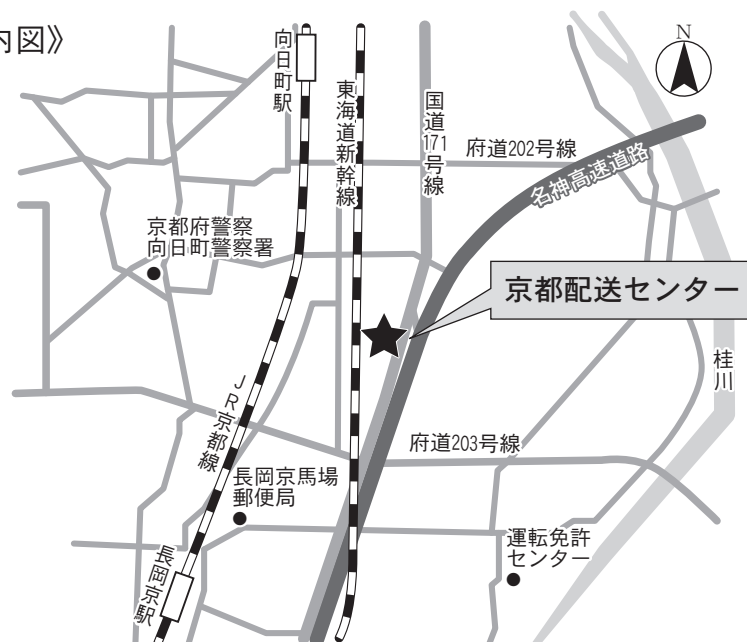 内図》
N
向日町駅
東海道新幹線
国道171号線
府道202号線
名神高速道路
京都府警察
向日町警察署
京都配送センター
桂川
JR京都線
府道203号線
長岡京馬場
郵便局
運転免許
センター
長岡京駅